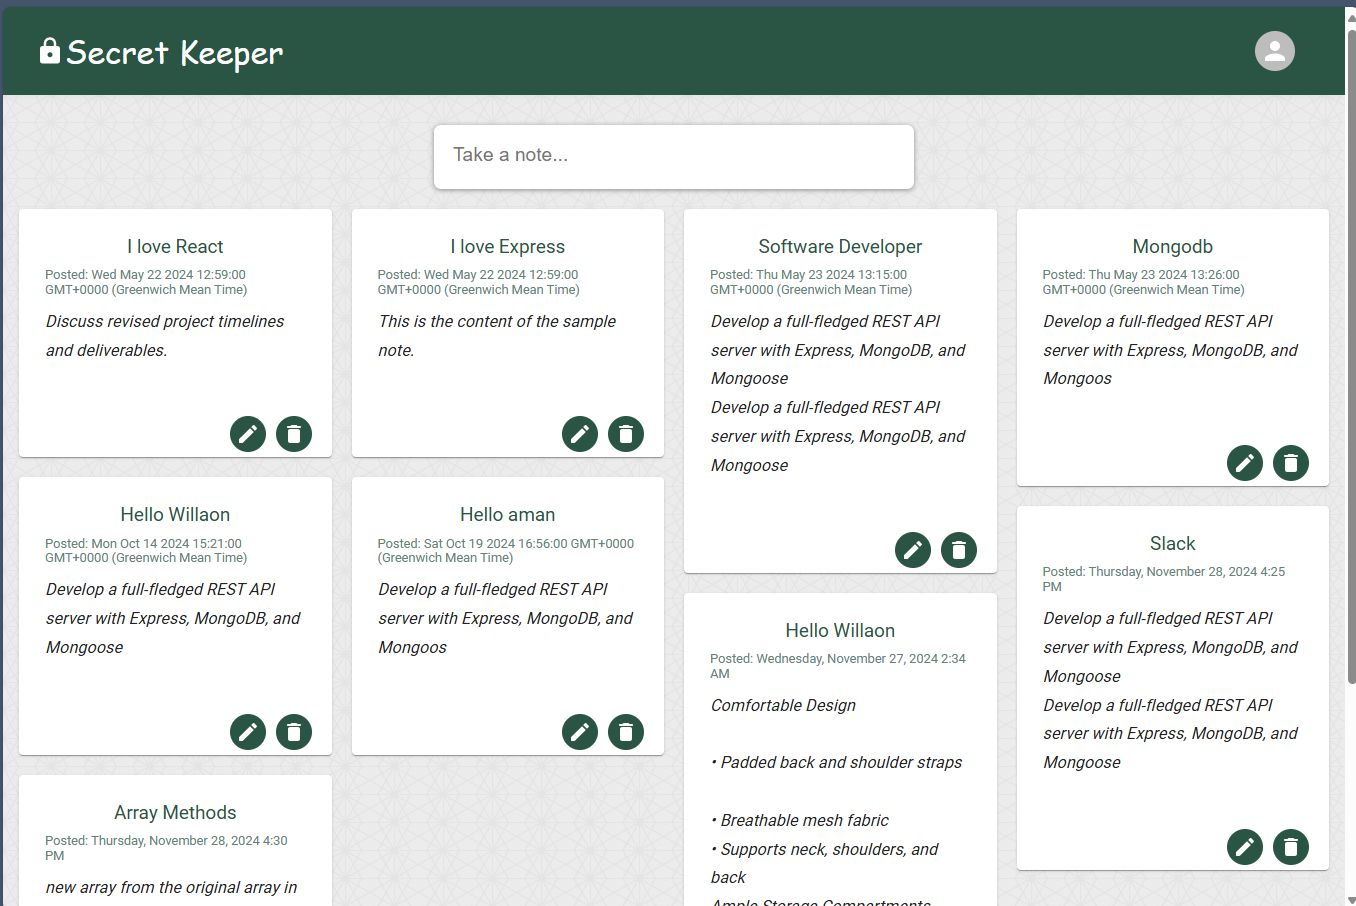 Secret Keeper
Take a note...
I love React
Posted: Wed May 22 2024 12:59:00
GMT+0000 (Greenwich Mean Time)
Discuss revised project timelines
and deliverables.
I love Express
Posted: Wed May 22 2024 12:59:00
GMT+0000 (Greenwich Mean Time)
This is the content of the sample
note.
Software Developer
Posted: Thu May 23 2024 13:15:00
GMT+0000 (Greenwich Mean Time)
Develop a full-fledged REST API
server with Express, MongoDB, and
Mongoose
Develop a full-fledged REST API
server with Express, MongoDB, and
Mongoose
Mongodb
Posted: Thu May 23 2024 13:26:00
GMT+0000 (Greenwich Mean Time)
Develop a full-fledged REST API
server with Express, MongoDB, and
Mongoos
Hello Willaon
Posted: Mon Oct 14 2024 15:21:00
GMT+0000 (Greenwich Mean Time)
Develop a full-fledged REST API
server with Express, MongoDB, and
Mongoose
Hello aman
Posted: Sat Oct 19 2024 16:56:00 GMT+0000
(Greenwich Mean Time)
Develop a full-fledged REST API
server with Express, MongoDB, and
Mongoos
Hello Willaon
Posted: Wednesday, November 27, 2024 2:34
AM
Comfortable Design
• Padded back and shoulder straps
• Breathable mesh fabric
• Supports neck, shoulders, and
back
Ample Storage Compartments
Slack
Posted: Thursday, November 28, 2024 4:25
PM
Develop a full-fledged REST API
server with Express, MongoDB, and
Mongoose
Develop a full-fledged REST API
server with Express, MongoDB, and
Mongoose
Array Methods
Posted: Thursday, November 28, 2024 4:30
PM
new array from the original array in